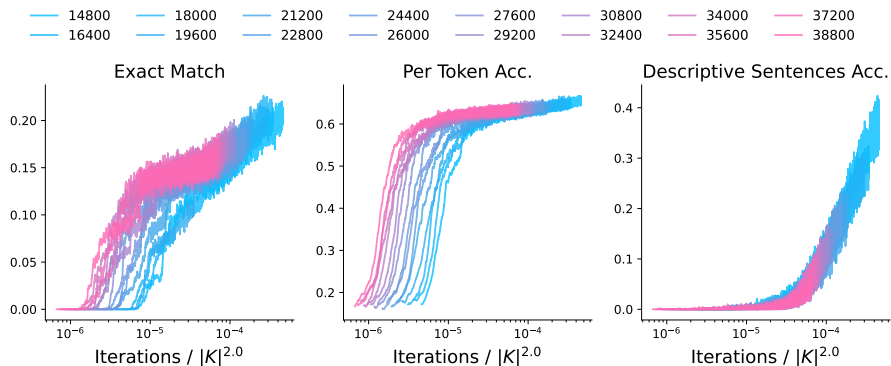 14800 18000 21200 24400 27600 30800 34000 37200
16400 19600 22800 26000 29200 32400 35600 38800
Exact Match Per Token Acc. Descriptive Sentences Acc.
0.20
0.15
0.10
0.05
0.00
10⁻⁶ 10⁻⁵ 10⁻⁴
Iterations / |K|²·⁰
0.6
0.5
0.4
0.3
0.2
10⁻⁶ 10⁻⁵ 10⁻⁴
Iterations / |K|²·⁰
0.4
0.3
0.2
0.1
0.0
10⁻⁶ 10⁻⁵ 10⁻⁴
Iterations / |K|²·⁰